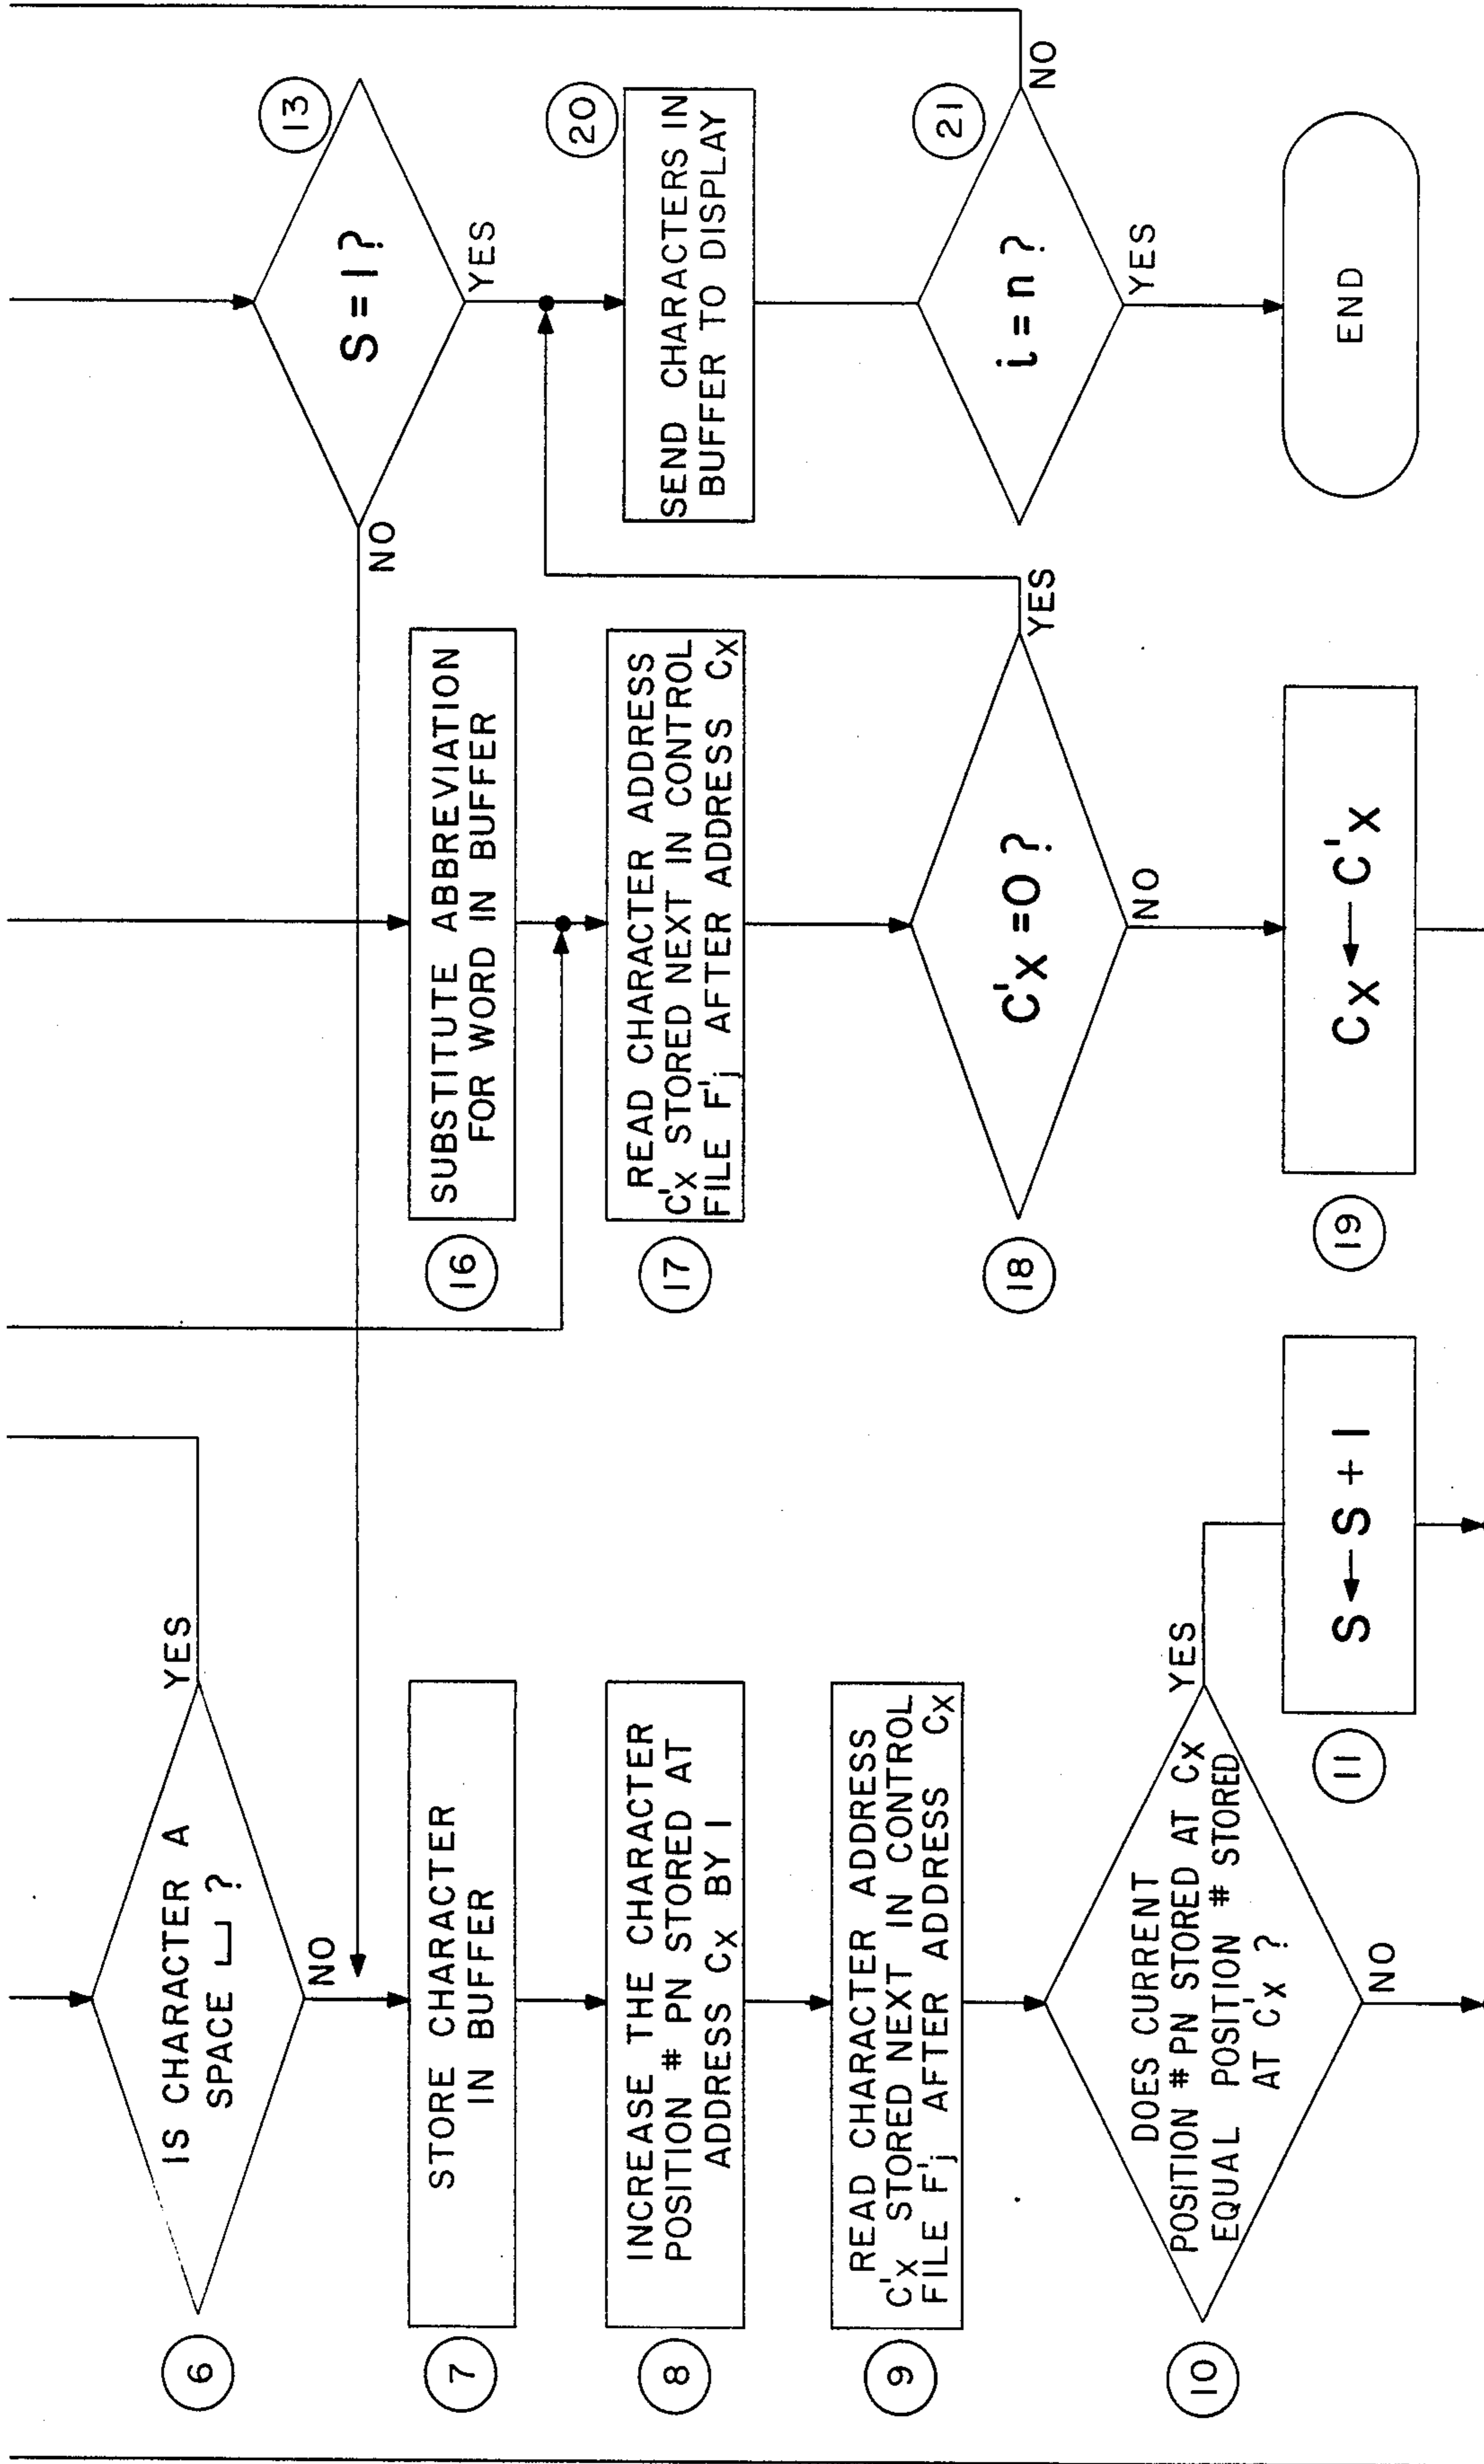 6
IS CHARACTER A
SPACE ⌴ ?
YES
NO
7
STORE CHARACTER
IN BUFFER
8
INCREASE THE CHARACTER
POSITION # PN STORED AT
ADDRESS Cx BY 1
9
READ CHARACTER ADDRESS
C'x STORED NEXT IN CONTROL
FILE F'j AFTER ADDRESS Cx
10
DOES CURRENT
POSITION # PN STORED AT Cx
EQUAL POSITION # STORED
AT C'x ?
YES
NO
11
S ← S + 1
16
SUBSTITUTE ABBREVIATION
FOR WORD IN BUFFER
17
READ CHARACTER ADDRESS
C'x STORED NEXT IN CONTROL
FILE F'j AFTER ADDRESS Cx
18
C'x = 0 ?
YES
NO
19
Cx ← C'x
13
S = 1 ?
NO
YES
20
SEND CHARACTERS IN
BUFFER TO DISPLAY
21
i = n ?
NO
YES
END